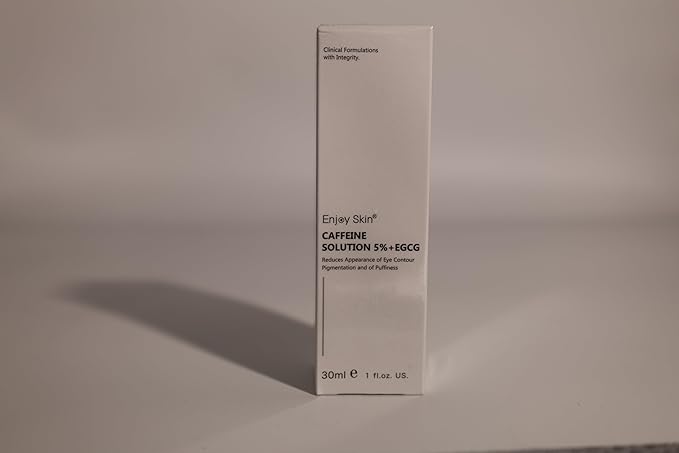 Clinical Formulations
with Integrity.
Enjoy Skin®
CAFFEINE
SOLUTION 5%+EGCG
Reduces Appearance of Eye Contour
Pigmentation and of Puffiness
30ml e 1 fl.oz. US.